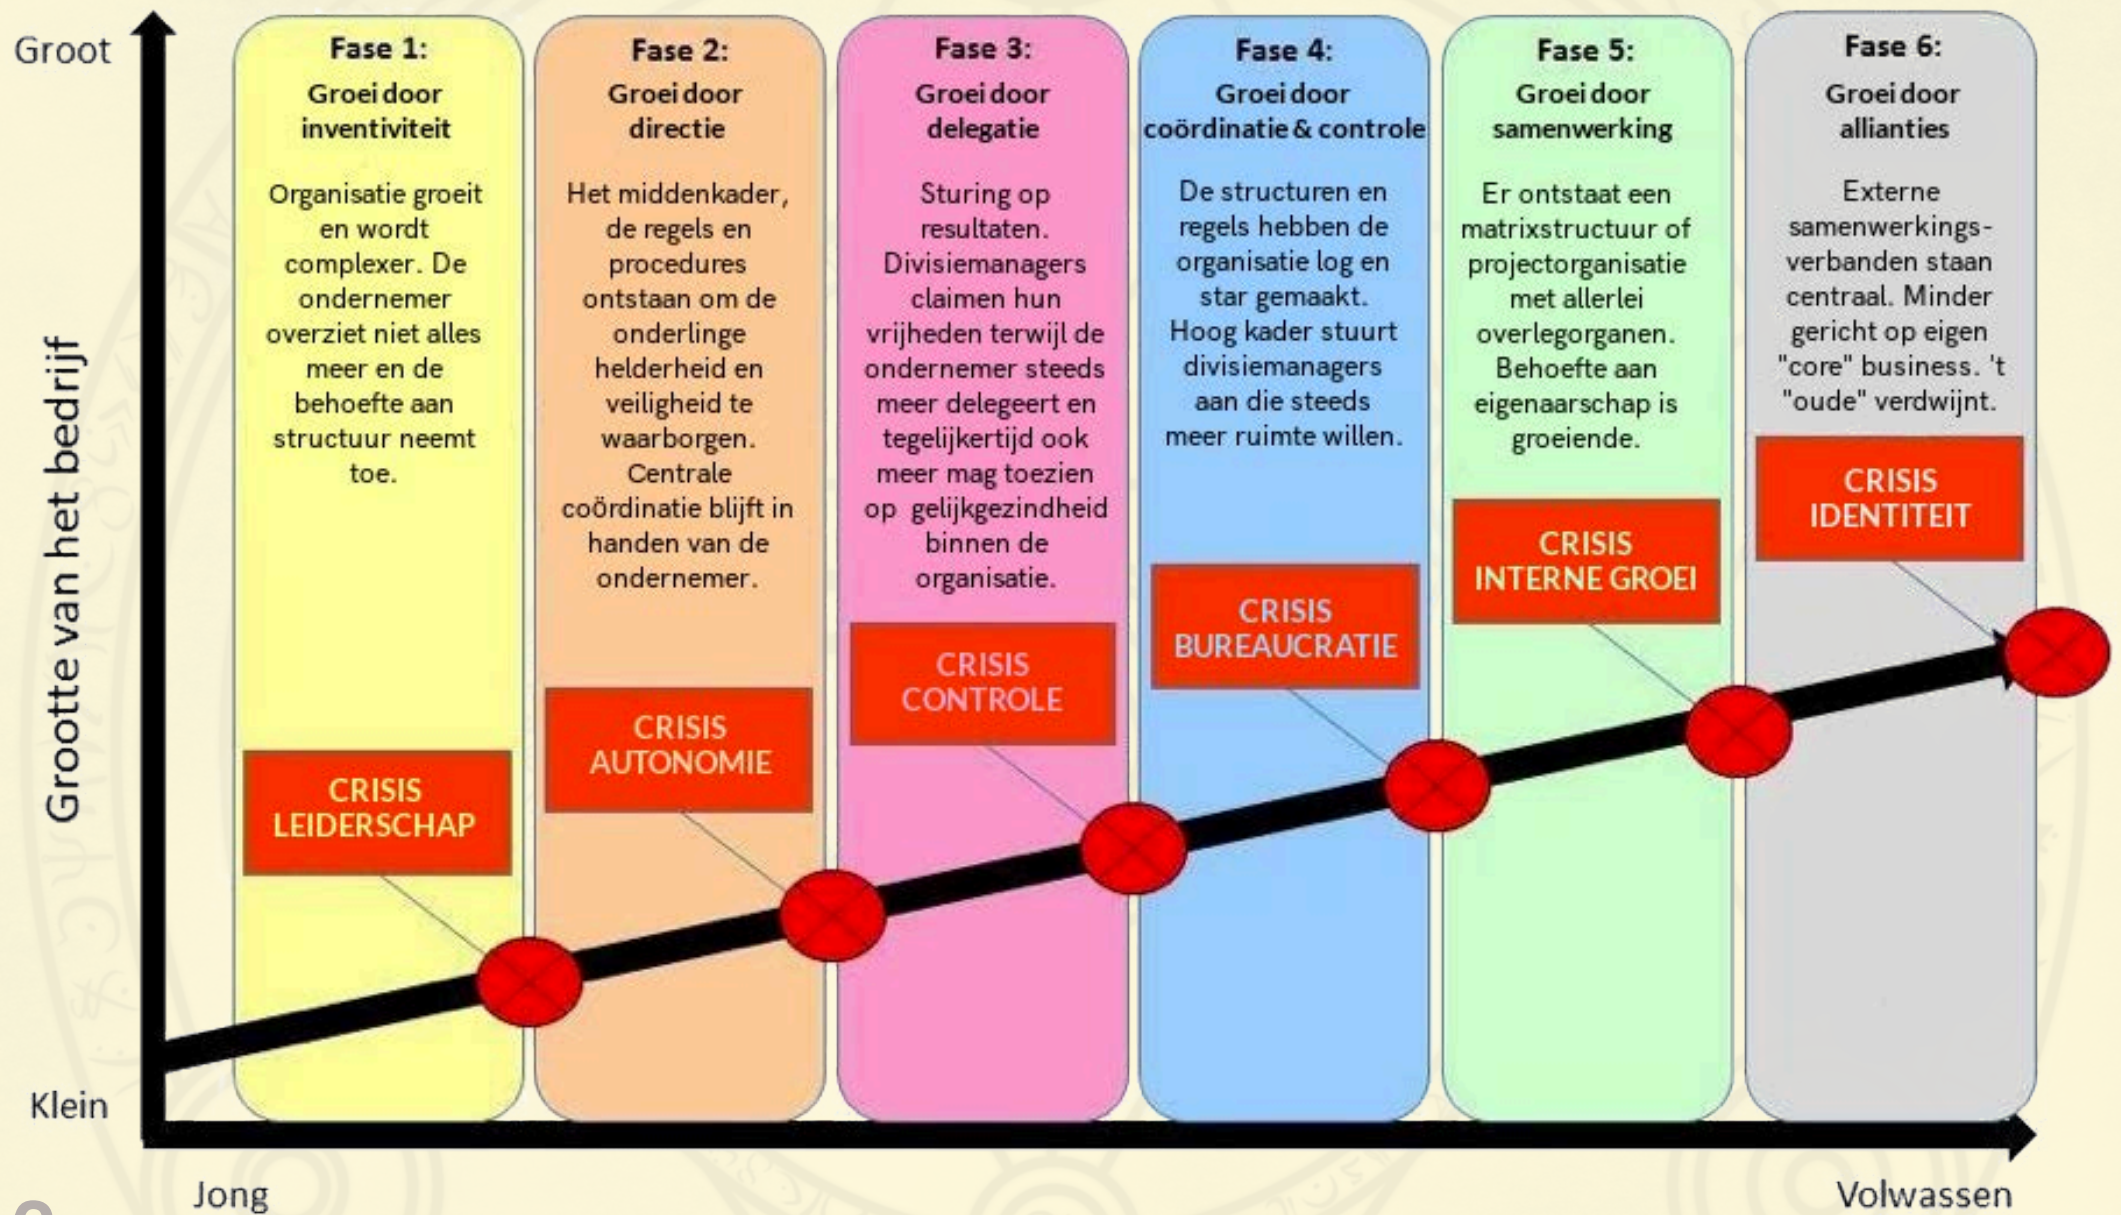 Groot
Grootte van het bedrijf
Klein
Jong
Volwassen
Fase 1:
Groei door
inventiviteit
Organisatie groeit
en wordt
complexer. De
ondernemer
overziet niet alles
meer en de
behoefte aan
structuur neemt
toe.
CRISIS
LEIDERSCHAP
Fase 2:
Groei door
directie
Het middenkader,
de regels en
procedures
ontstaan om de
onderlinge
helderheid en
veiligheid te
waarborgen.
Centrale
coördinatie blijft in
handen van de
ondernemer.
CRISIS
AUTONOMIE
Fase 3:
Groei door
delegatie
Sturing op
resultaten.
Divisiemanagers
claimen hun
vrijheden terwijl de
ondernemer steeds
meer delegeert en
tegelijkertijd ook
meer mag toezien
op gelijkgezindheid
binnen de
organisatie.
CRISIS
CONTROLE
Fase 4:
Groei door
coördinatie & controle
De structuren en
regels hebben de
organisatie log en
star gemaakt.
Hoog kader stuurt
divisiemanagers
aan die steeds
meer ruimte willen.
CRISIS
BUREAUCRATIE
Fase 5:
Groei door
samenwerking
Er ontstaat een
matrixstructuur of
projectorganisatie
met allerlei
overlegorganen.
Behoefte aan
eigenaarschap is
groeiende.
CRISIS
INTERNE GROEI
Fase 6:
Groei door
allianties
Externe
samenwerkings-
verbanden staan
centraal. Minder
gericht op eigen
"core" business. 't
"oude" verdwijnt.
CRISIS
IDENTITEIT